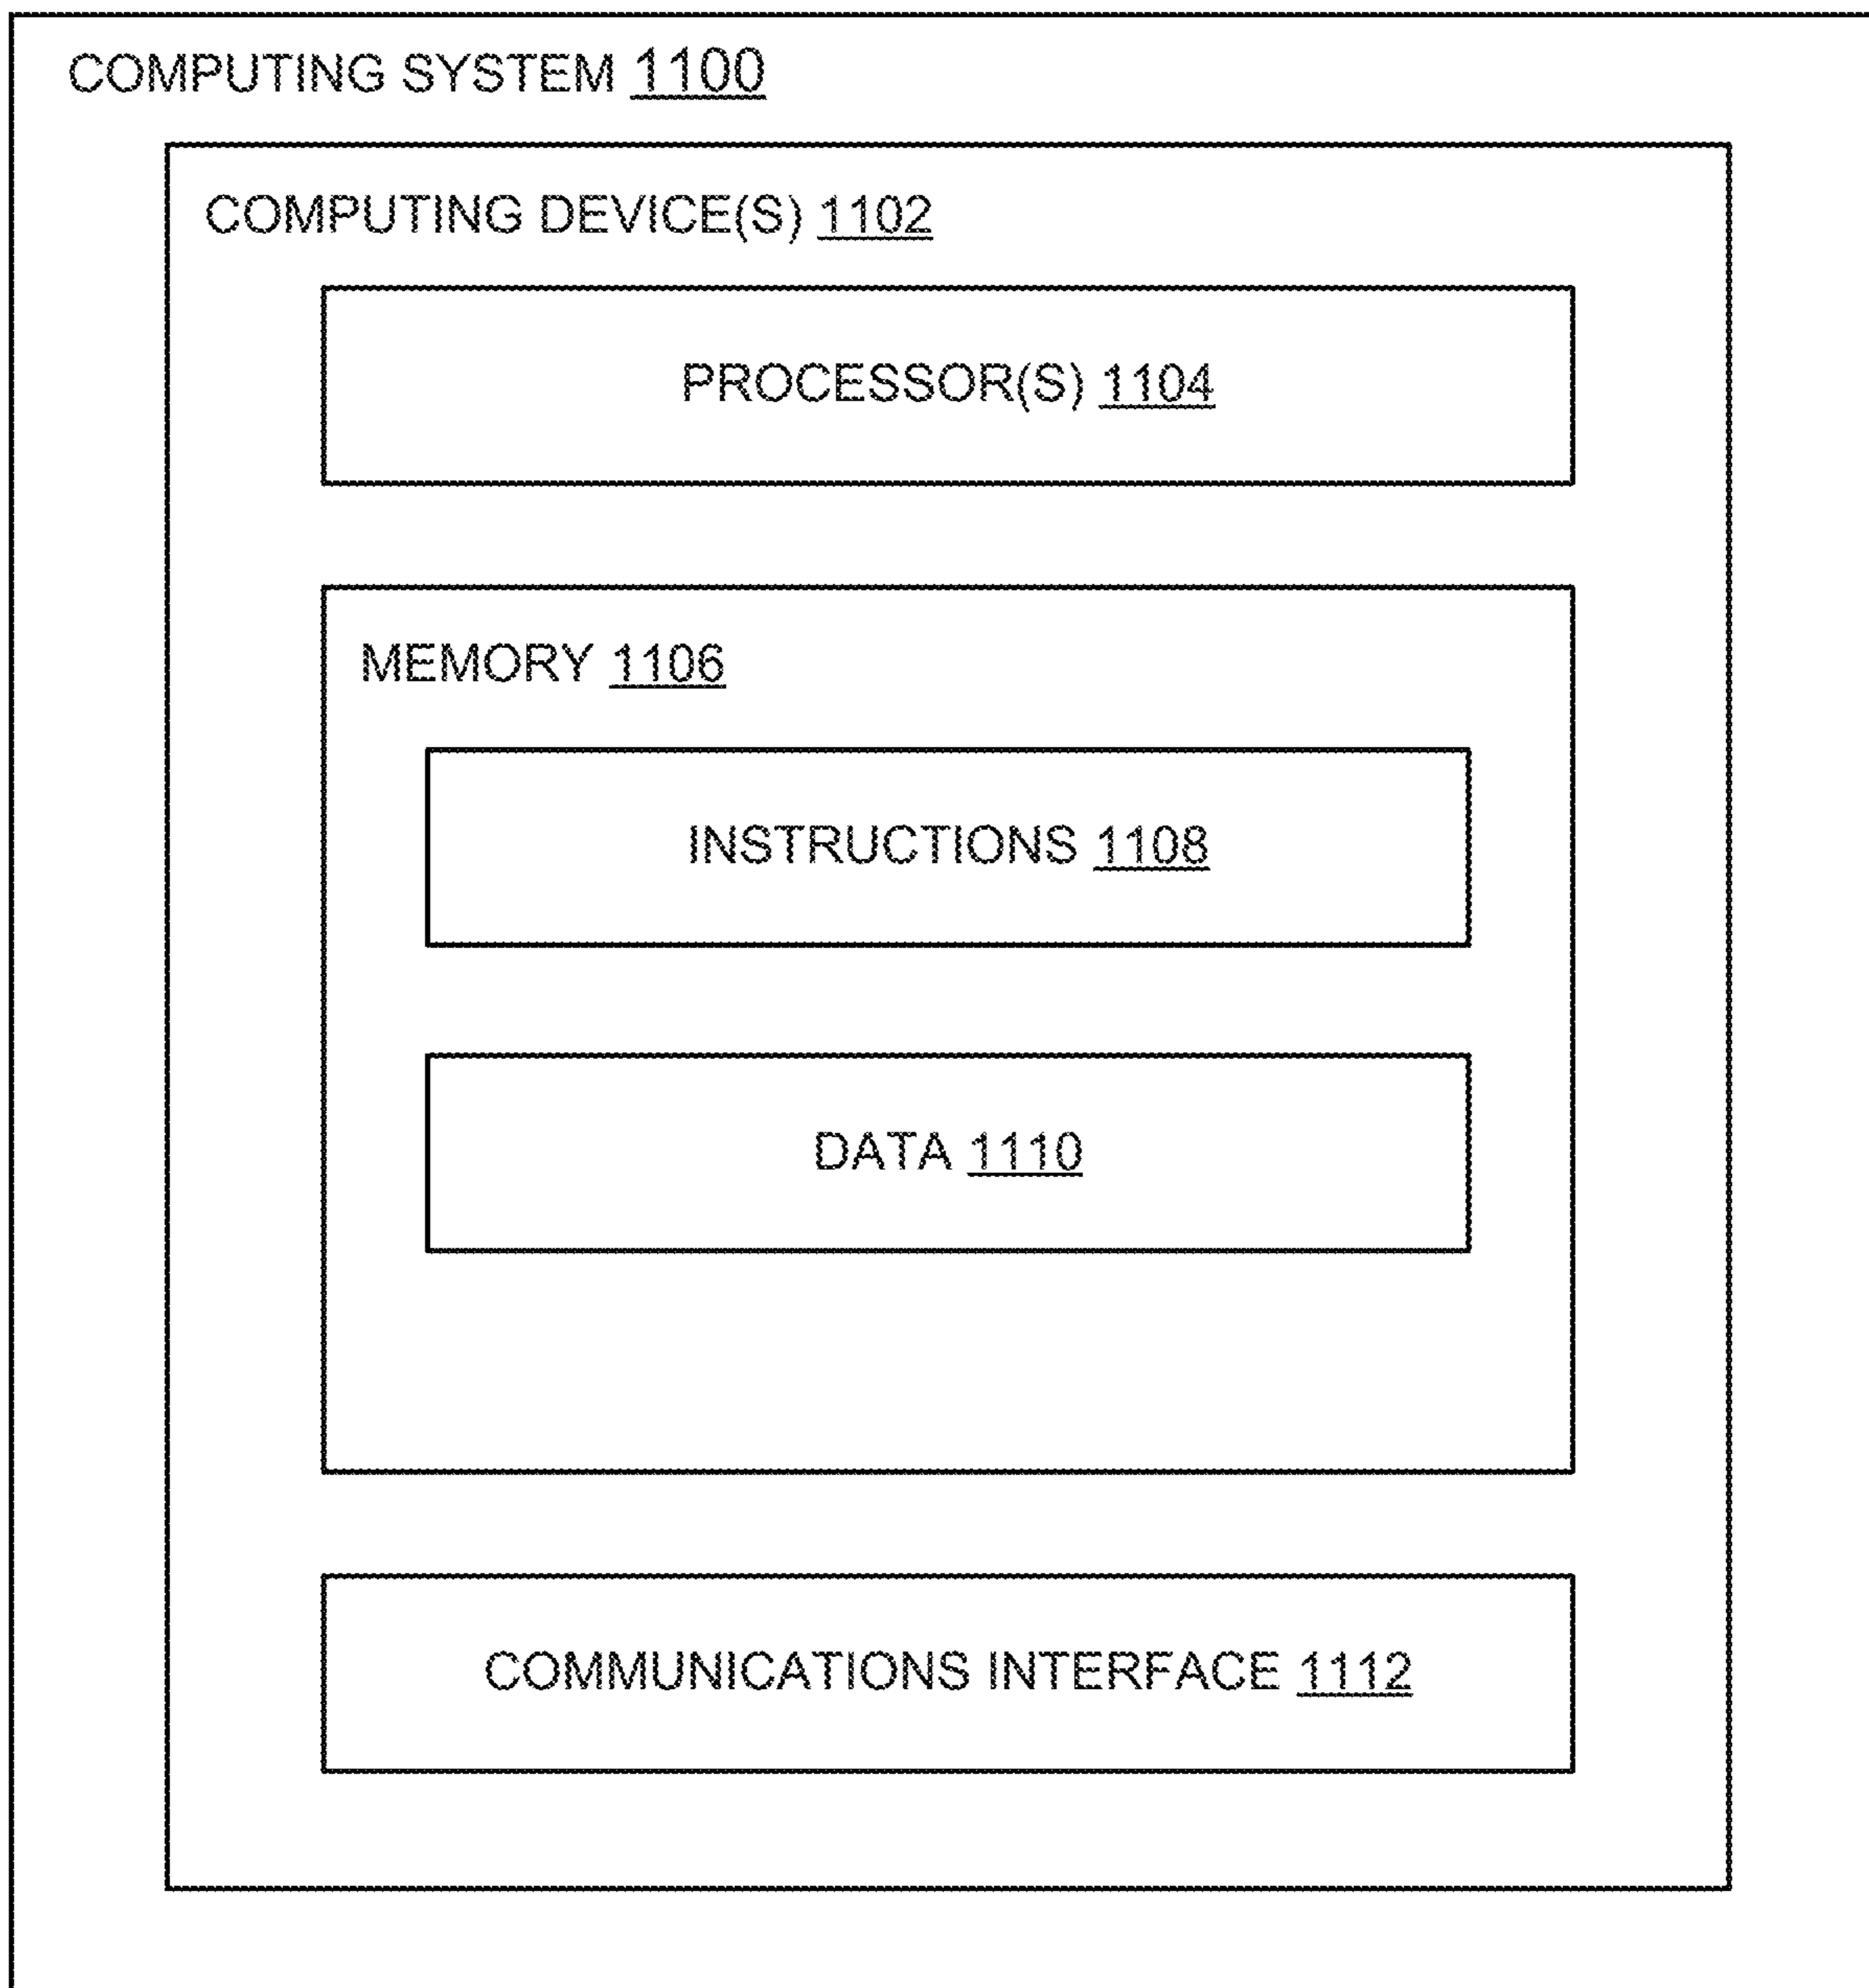 COMPUTING SYSTEM 1100
COMPUTING DEVICE(S) 1102
PROCESSOR(S) 1104
MEMORY 1106
INSTRUCTIONS 1108
DATA 1110
COMMUNICATIONS INTERFACE 1112